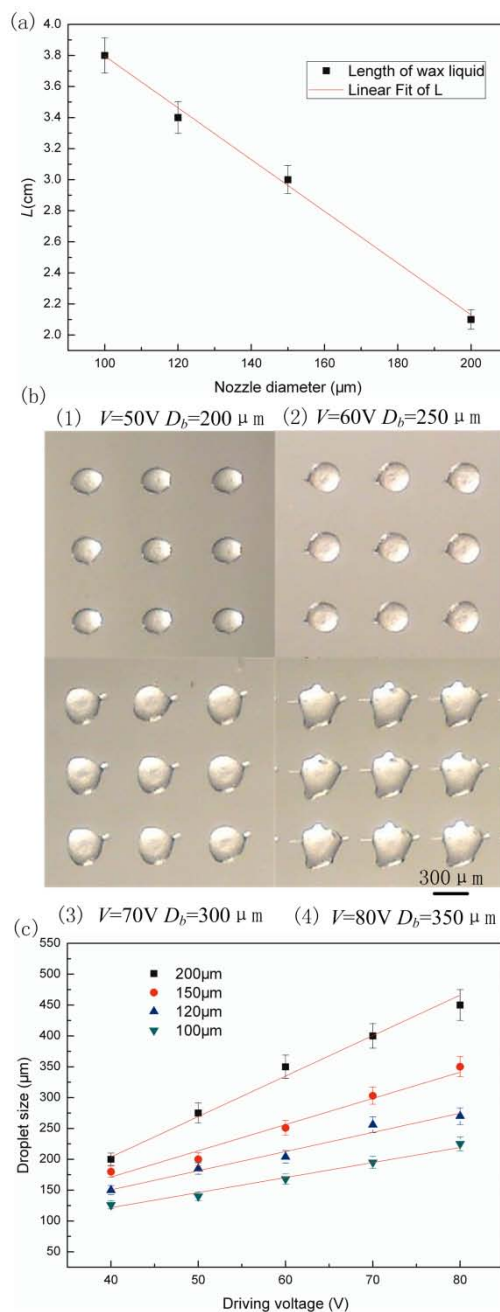 (a)
4.0
3.8
3.6
3.4
3.2
3.0
2.8
2.6
2.4
2.2
2.0
L(cm)
Length of wax liquid
Linear Fit of L
100 120 140 160 180 200
Nozzle diameter (μm)
(b)
(1) V=50V D_b=200 μm (2) V=60V D_b=250 μm
300 μm
(3) V=70V D_b=300 μm (4) V=80V D_b=350 μm
(c)
550
500
450
400
350
300
250
200
150
100
50
Droplet size (μm)
200μm
150μm
120μm
100μm
40 50 60 70 80
Driving voltage (V)